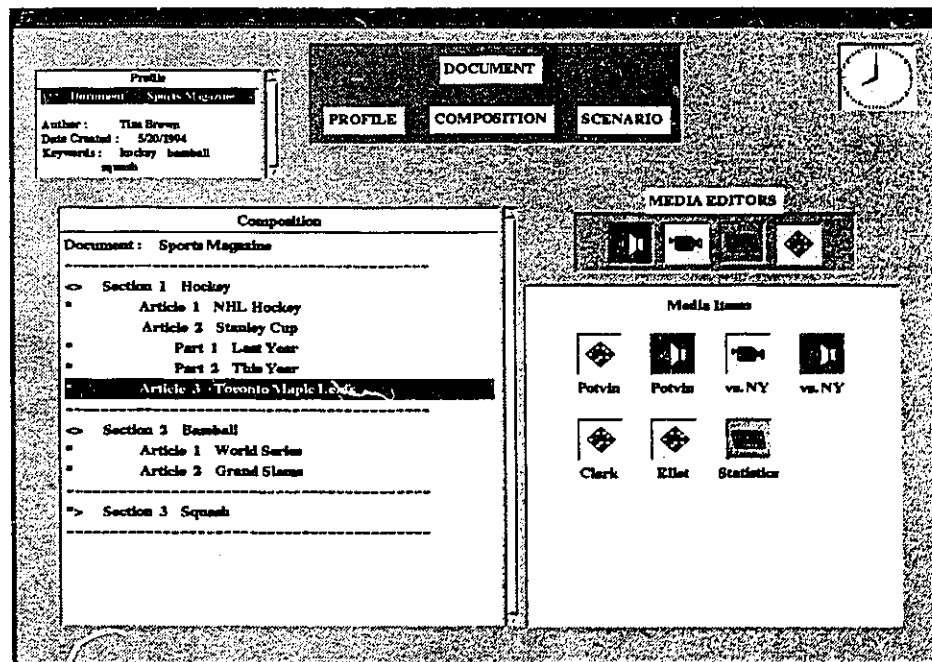 Profile
Document: Sports Magazine
Author: Tim Brown
Date Created: 5/20/1994
Keywords: hockey baseball
squash
DOCUMENT
PROFILE COMPOSITION SCENARIO
Composition
Document: Sports Magazine
<> Section 1 Hockey
* Article 1 NHL Hockey
Article 2 Stanley Cup
* Part 1 Last Year
* Part 2 This Year
* Article 3 Toronto Maple Leafs
<> Section 2 Baseball
* Article 1 World Series
* Article 2 Grand Slams
*> Section 3 Squash
MEDIA EDITORS
Media Items
Potvin Potvin vs. NY vs. NY
Clark Ellet Statistics